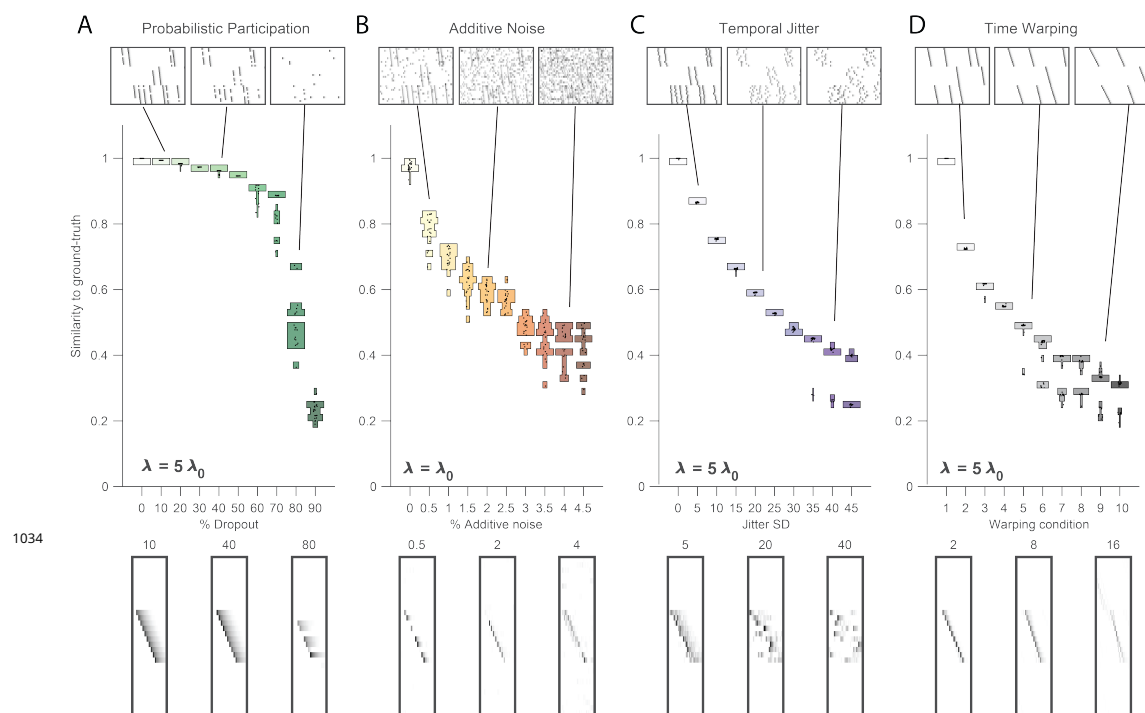 A Probabilistic Participation
B Additive Noise
C Temporal Jitter
D Time Warping
Similarity to ground-truth
1
0.8
0.6
0.4
0.2
0
λ = 5 λ0
0 10 20 30 40 50 60 70 80 90
% Dropout
1
0.8
0.6
0.4
0.2
0
λ = λ0
0 0.5 1 1.5 2 2.5 3 3.5 4 4.5
% Additive noise
1
0.8
0.6
0.4
0.2
0
λ = 5 λ0
0 5 10 15 20 25 30 35 40 45
Jitter SD
1
0.8
0.6
0.4
0.2
0
λ = 5 λ0
1 2 3 4 5 6 7 8 9 10
Warping condition
1034
10 40 80
0.5 2 4
5 20 40
2 8 16